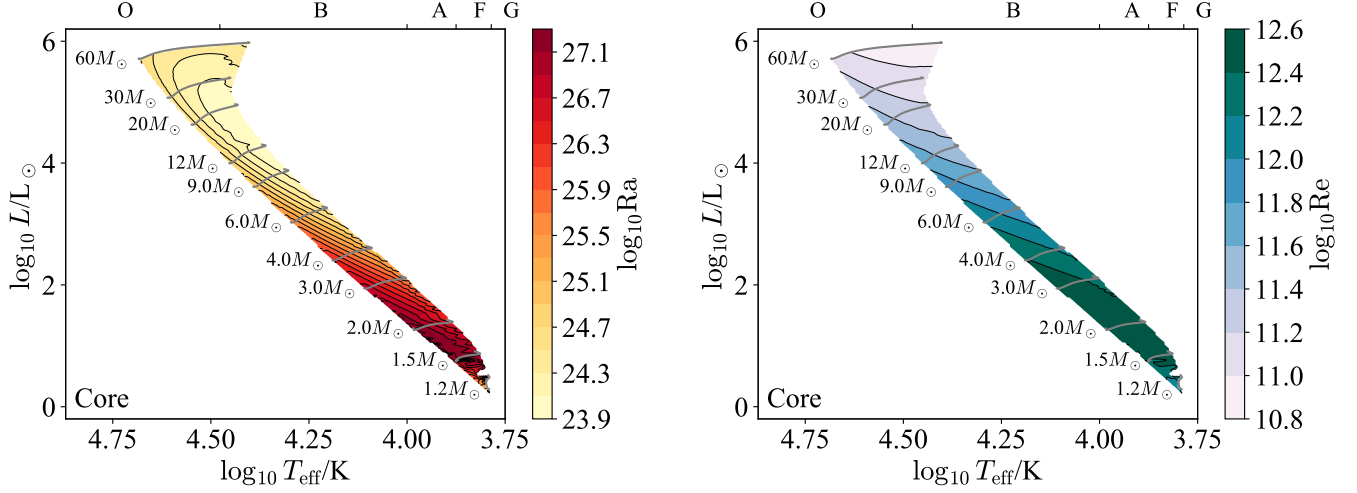 O B A F G
6
4
2
0
log₁₀ L/L☉
60M☉
30M☉
20M☉
12M☉
9.0M☉
6.0M☉
4.0M☉
3.0M☉
2.0M☉
1.5M☉
1.2M☉
Core
4.75 4.50 4.25 4.00 3.75
log₁₀ T_eff/K
27.1
26.7
26.3
25.9
25.5
25.1
24.7
24.3
23.9
log₁₀Ra
O B A F G
6
4
2
0
log₁₀ L/L☉
60M☉
30M☉
20M☉
12M☉
9.0M☉
6.0M☉
4.0M☉
3.0M☉
2.0M☉
1.5M☉
1.2M☉
Core
4.75 4.50 4.25 4.00 3.75
log₁₀ T_eff/K
12.6
12.4
12.2
12.0
11.8
11.6
11.4
11.2
11.0
10.8
log₁₀Re